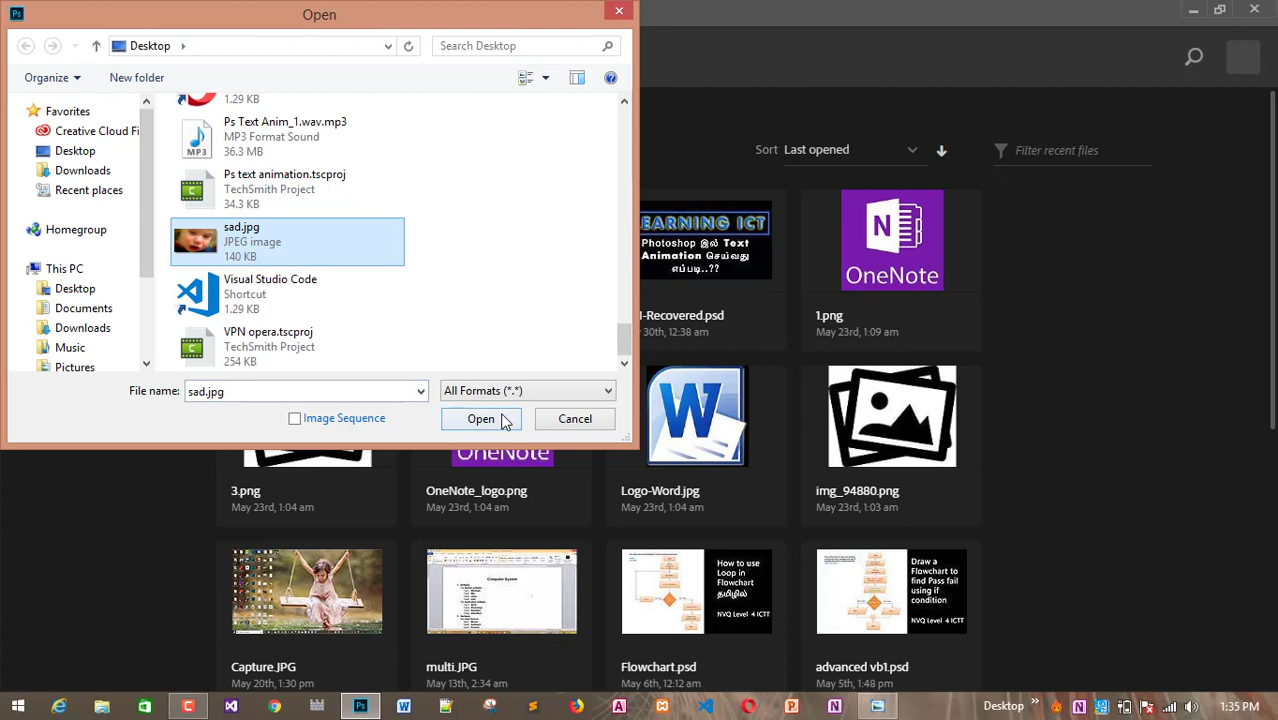 Ps
Open
Desktop
Search Desktop
Organize
New folder
Favorites
Creative Cloud Fi
Desktop
Downloads
Recent places
Homegroup
This PC
Desktop
Documents
Downloads
Music
Pictures
1.29 KB
Ps Text Anim_1.wav.mp3
MP3 Format Sound
36.3 MB
MP3
Ps text animation.tscproj
TechSmith Project
34.3 KB
sad.jpg
JPEG image
140 KB
Visual Studio Code
Shortcut
1.29 KB
VPN opera.tscproj
TechSmith Project
254 KB
File name:
sad.jpg
All Formats (*.*)
Image Sequence
Open
Cancel
Sort
Last opened
Filter recent files
LEARNING ICT
Photoshop இல் Text
Animation செய்வது
எப்படி..??
N
OneNote
I-Recovered.psd
30th, 12:38 am
1.png
May 23rd, 1:09 am
OneNote
W
3.png
May 23rd, 1:04 am
OneNote_logo.png
May 23rd, 1:04 am
Logo-Word.jpg
May 23rd, 1:04 am
img_94880.png
May 23rd, 1:03 am
Computer System
How to use
Loop in
Flowchart
தமிழில்
NVQ Level 4 ICTT
Draw a
Flowchart to
find Pass fail
using if
condition
NVQ Level 4 ICTT
Capture.JPG
May 20th, 1:30 pm
multi.JPG
May 13th, 2:34 am
Flowchart.psd
May 6th, 12:12 am
advanced vb1.psd
May 5th, 1:48 pm
Desktop
1:35 PM